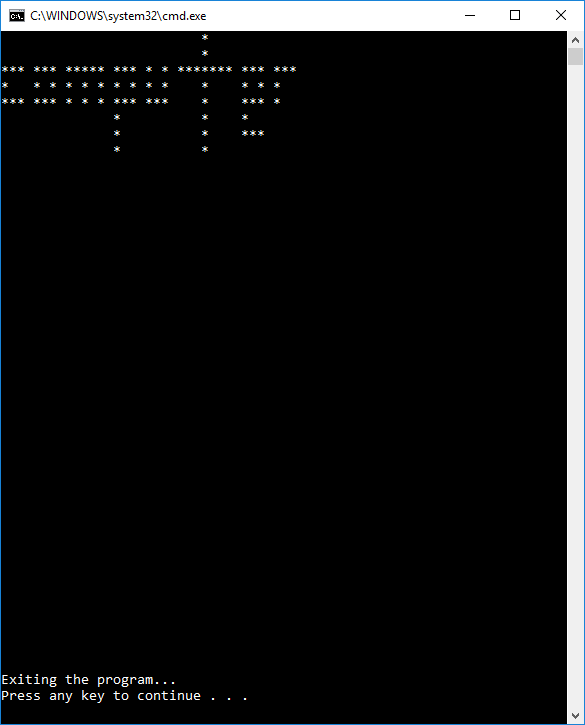 *
                         *
*** *** ***** *** * * ******* *** ***
*   * * * * * * * * *    *    * * *
*** *** * * * *** ***    *    *** *
              *          *    *
              *          *    ***
              *          *
Exiting the program...
Press any key to continue . . .
C:\WINDOWS\system32\cmd.exe